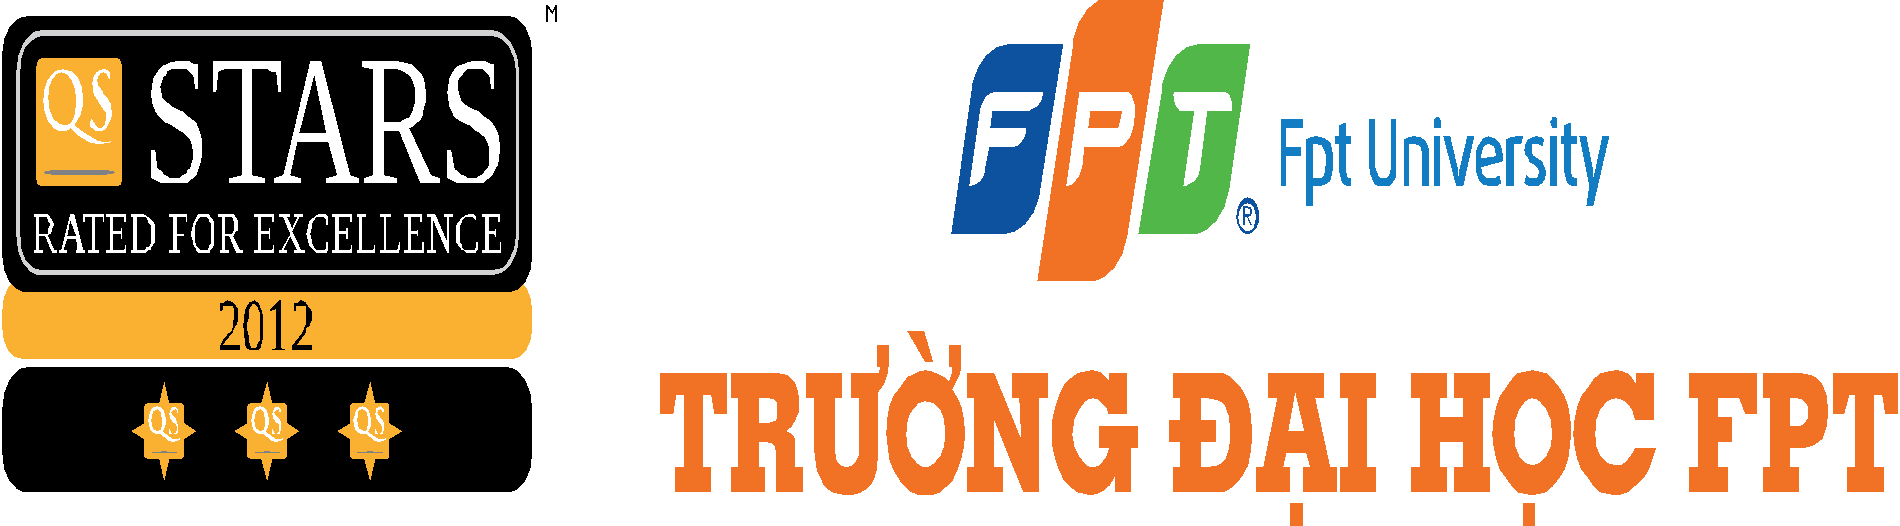 M
QS STARS
RATED FOR EXCELLENCE
2012
QS QS QS
FPT ® Fpt University
TRƯỜNG ĐẠI HỌC FPT